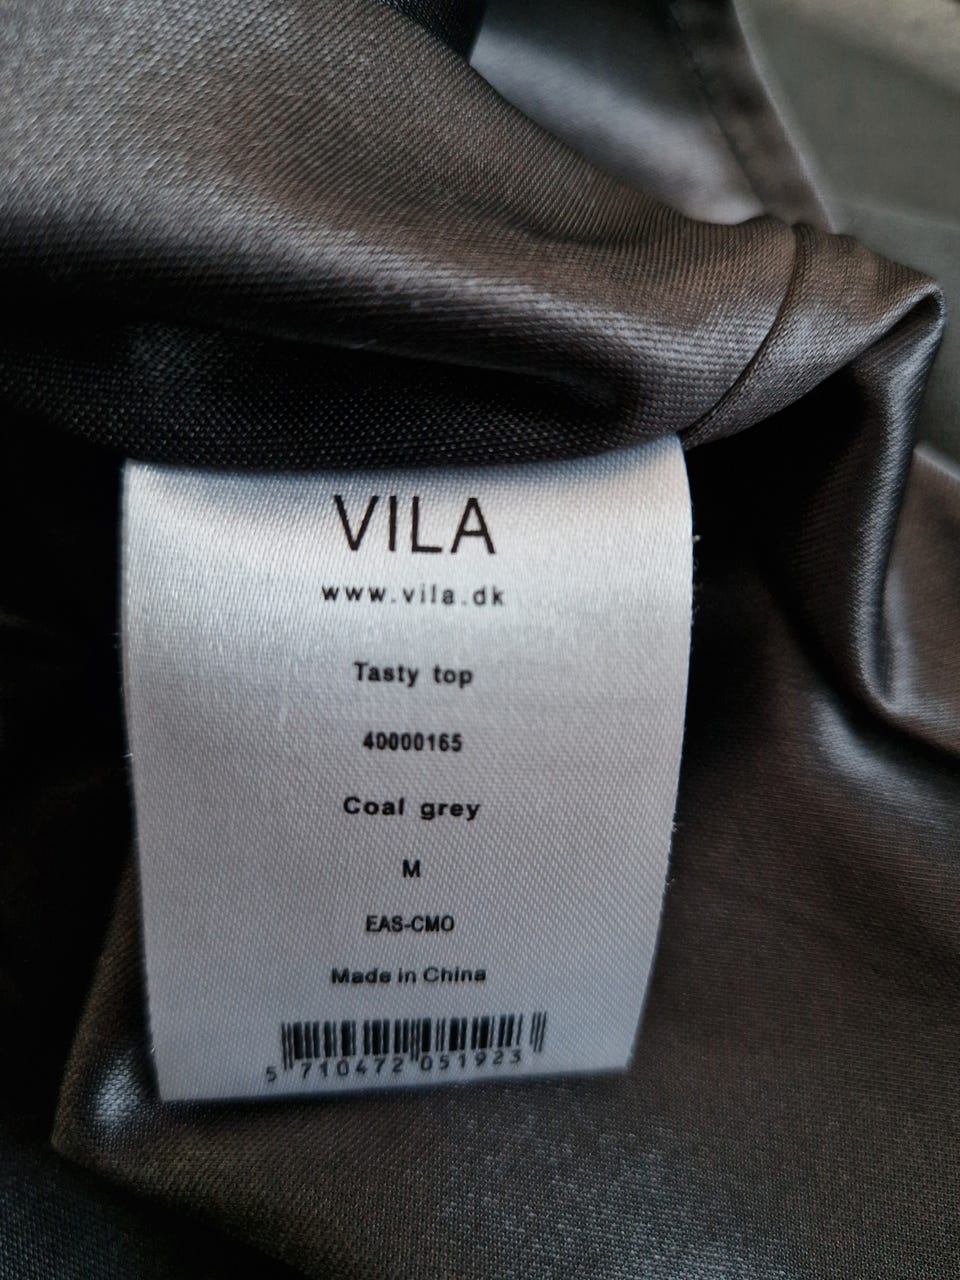 VILA
www.vila.dk
Tasty top
40000165
Coal grey
M
EAS-CMO
Made in China
5 710472 051923